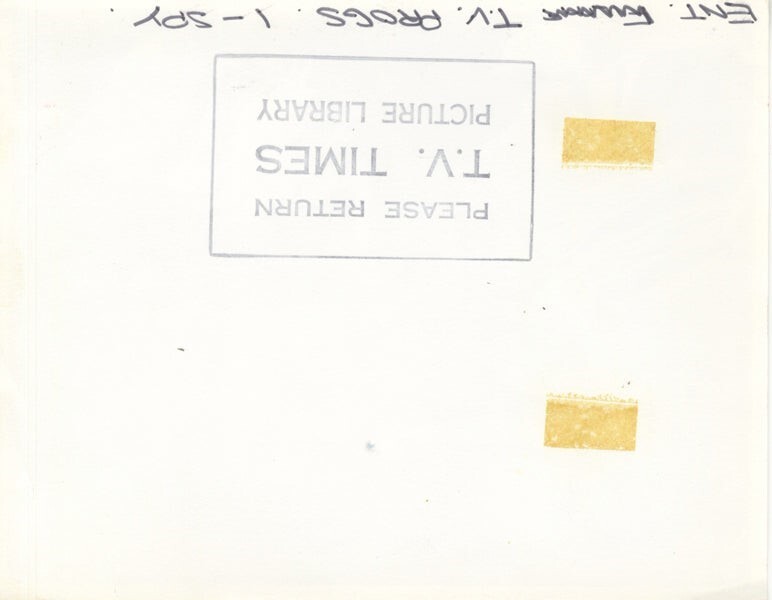 PLEASE RETURN
T.V. TIMES
PICTURE LIBRARY
ENT. T.V. PROGS. I-SPY.